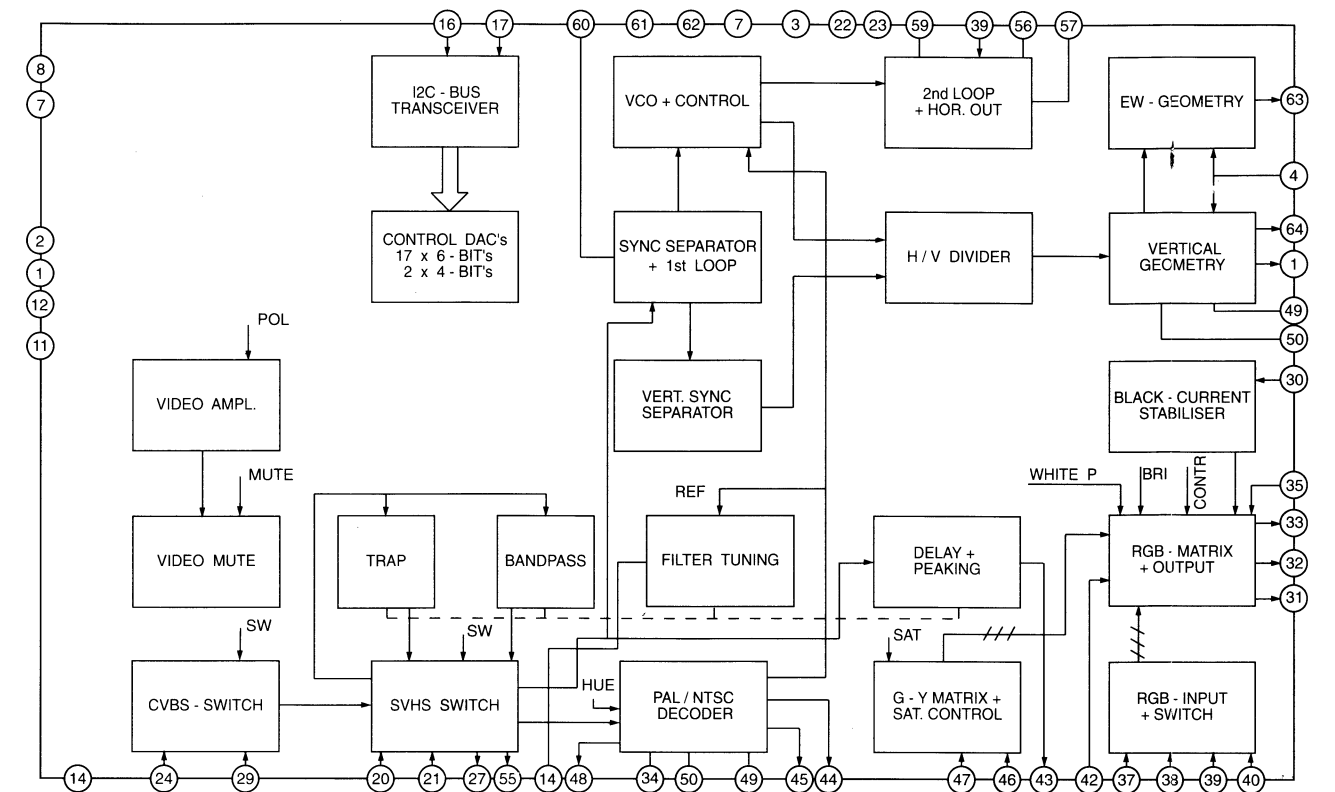 16 17 60 61 62 7 3 22 23 59 39 56 57
8
7
2
1
12
11
I2C - BUS
TRANSCEIVER
VCO + CONTROL
2nd LOOP
+ HOR. OUT
EW - GEOMETRY
63
4
CONTROL DAC's
17 x 6 - BIT's
2 x 4 - BIT's
SYNC SEPARATOR
+ 1st LOOP
H / V DIVIDER
VERTICAL
GEOMETRY
64
1
49
50
POL
VIDEO AMPL.
VERT. SYNC
SEPARATOR
BLACK - CURRENT
STABILISER
30
MUTE
REF
WHITE P
BRI
CONTR
35
VIDEO MUTE
TRAP
BANDPASS
FILTER TUNING
DELAY +
PEAKING
RGB - MATRIX
+ OUTPUT
33
32
31
SW
SW
SAT
CVBS - SWITCH
SVHS SWITCH
HUE
PAL / NTSC
DECODER
G - Y MATRIX +
SAT. CONTROL
RGB - INPUT
+ SWITCH
14 24 29 20 21 27 55 14 48 34 50 49 45 44 47 46 43 42 37 38 39 40